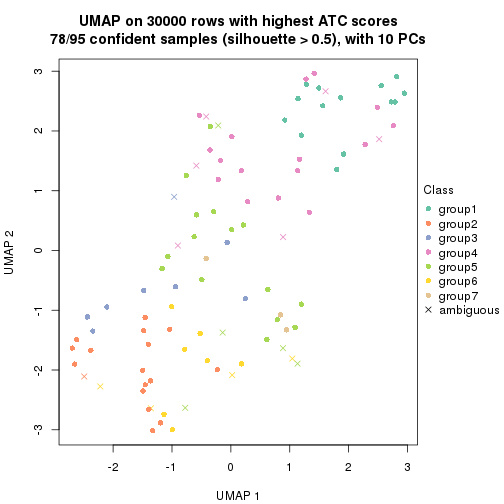 UMAP on 30000 rows with highest ATC scores
78/95 confident samples (silhouette > 0.5), with 10 PCs
3
2
1
0
-1
-2
-3
UMAP 2
-2
-1
0
1
2
3
UMAP 1
Class
group1
group2
group3
group4
group5
group6
group7
ambiguous